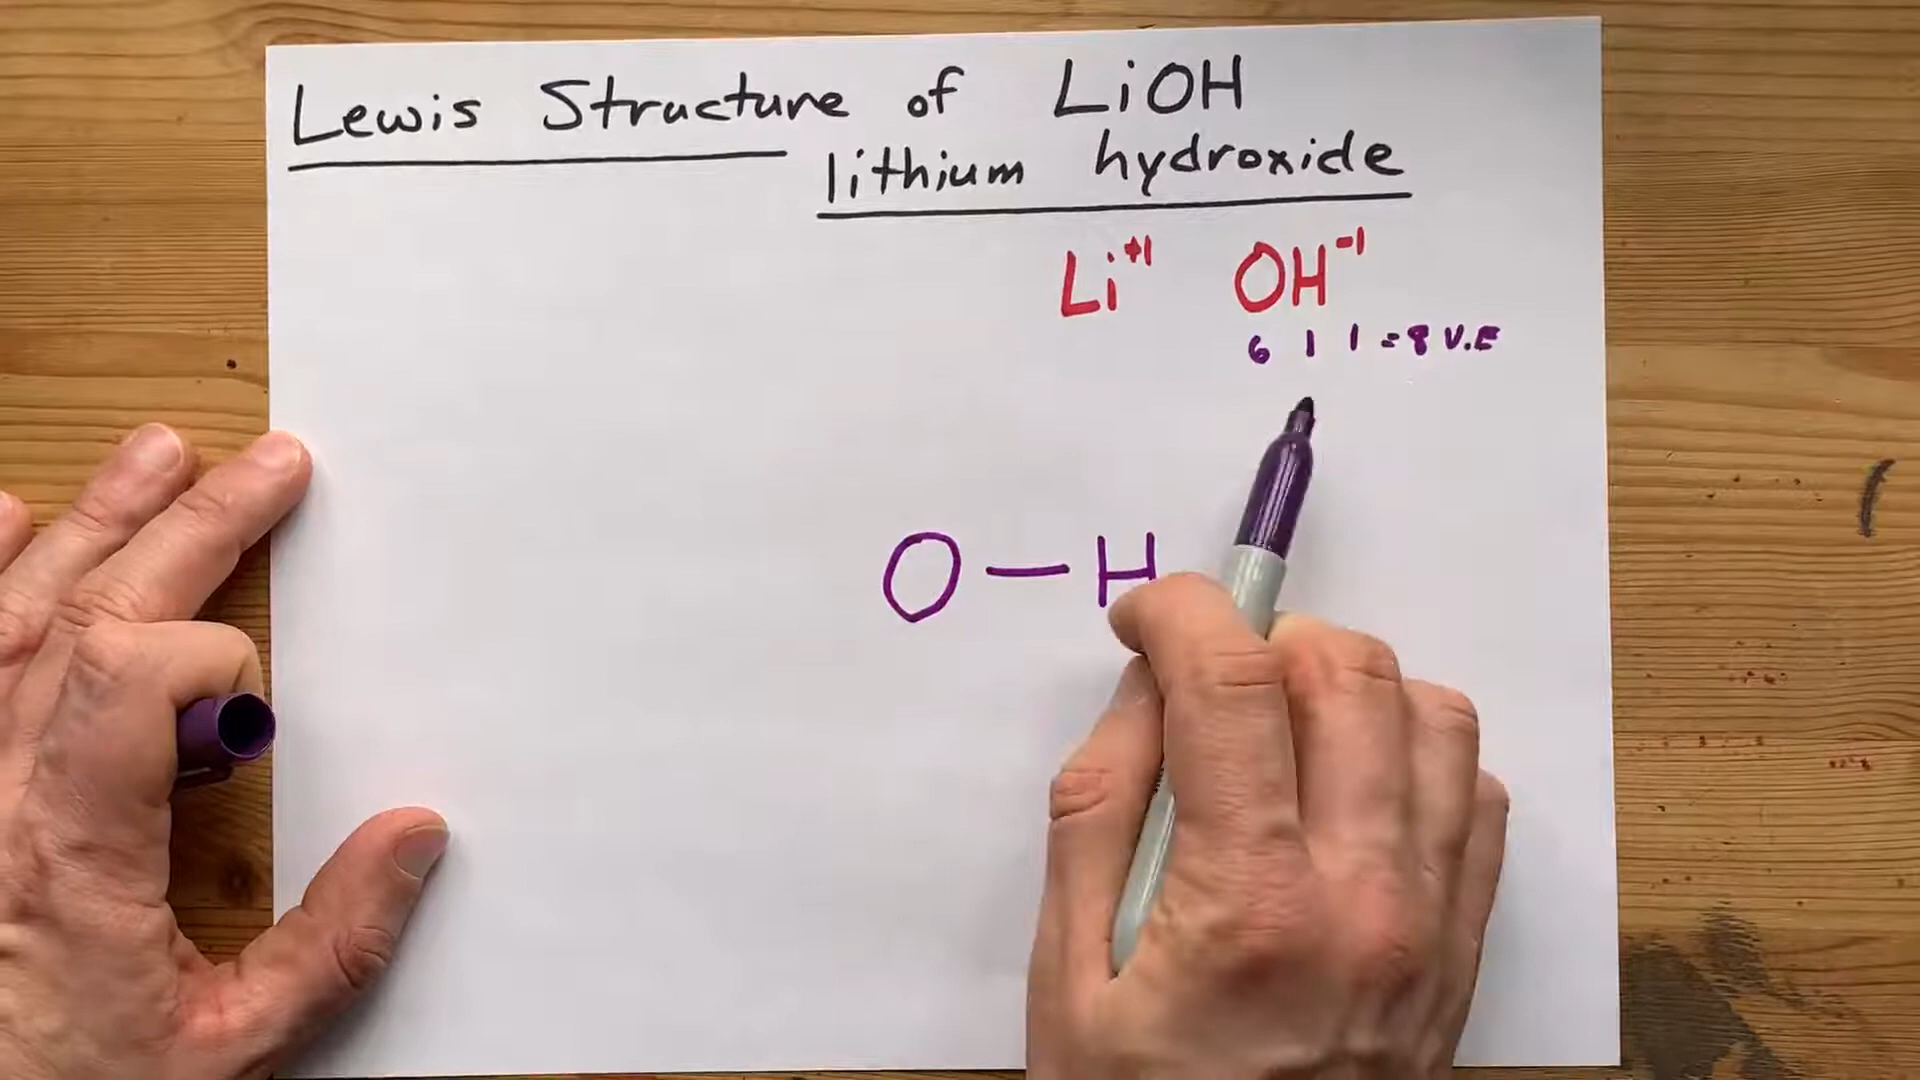 Lewis Structure of LiOH
lithium hydroxide
Li+1 OH-1
6 1 1 = 8 V.E
O — H